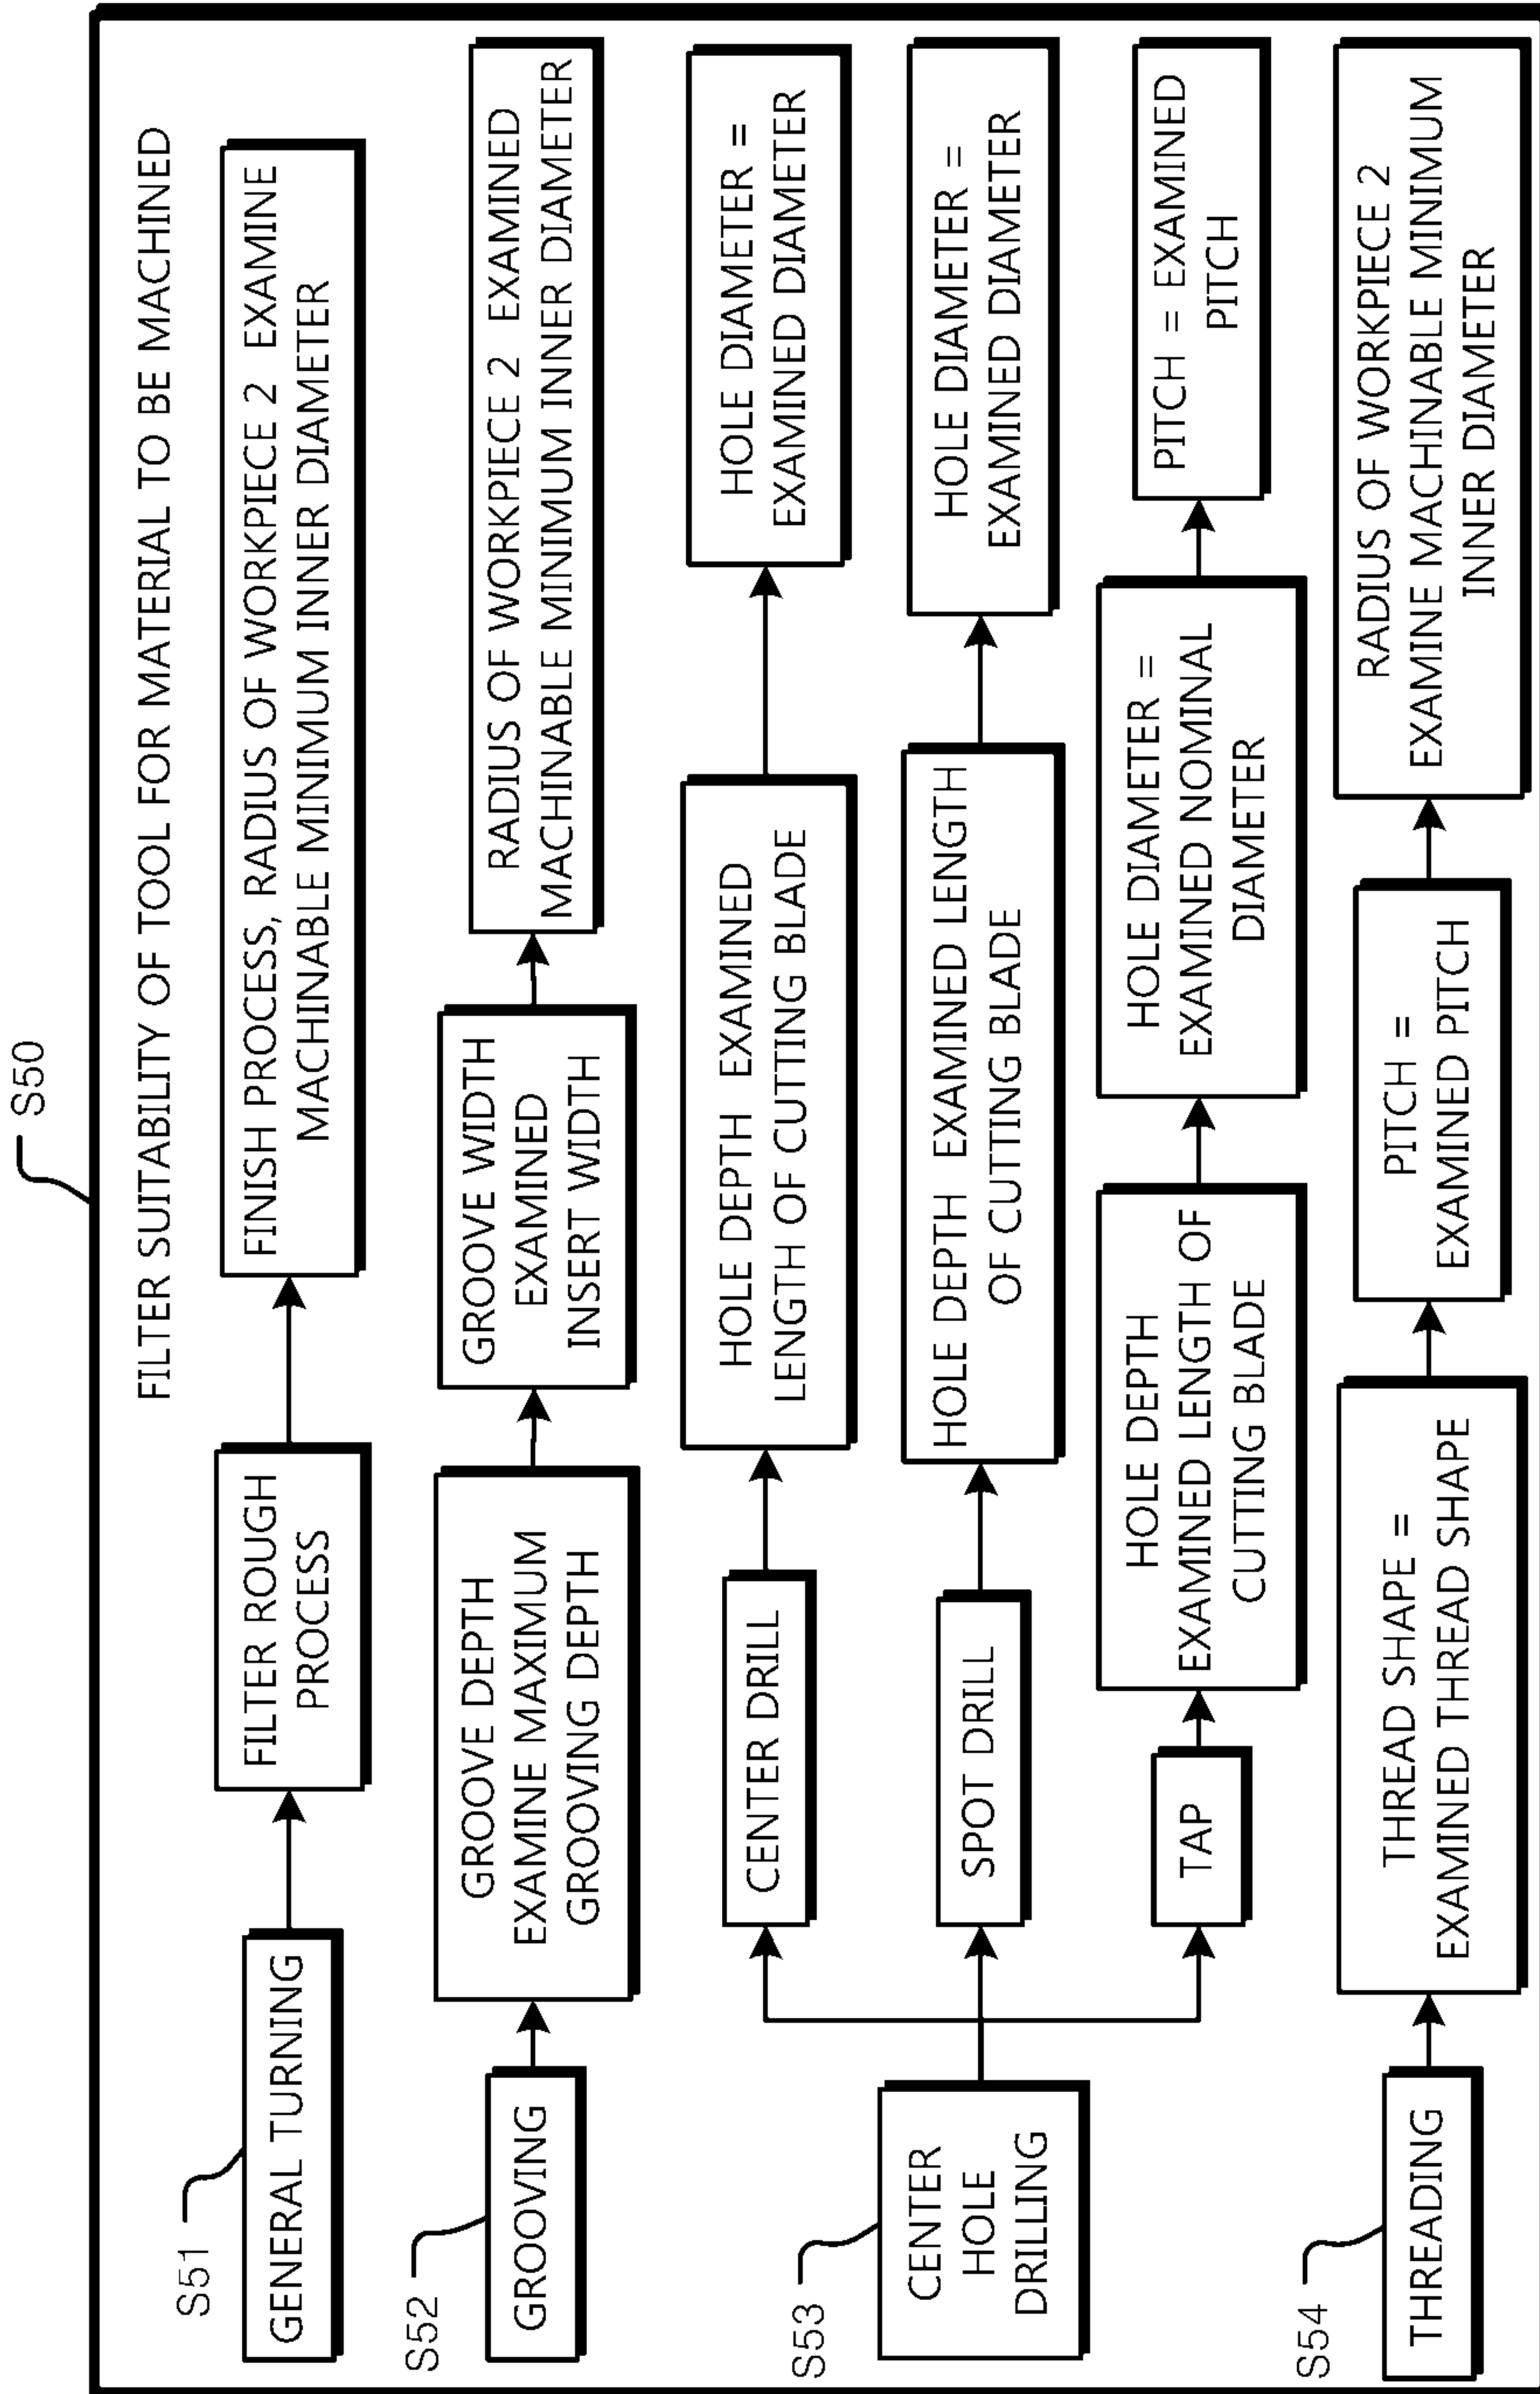 S50
FILTER SUITABILITY OF TOOL FOR MATERIAL TO BE MACHINED
S51
GENERAL TURNING
FILTER ROUGH
PROCESS
FINISH PROCESS, RADIUS OF WORKPIECE 2 EXAMINE
MACHINABLE MINIMUM INNER DIAMETER
S52
GROOVING
GROOVE DEPTH
EXAMINE MAXIMUM
GROOVING DEPTH
GROOVE WIDTH
EXAMINED
INSERT WIDTH
RADIUS OF WORKPIECE 2 EXAMINED
MACHINABLE MINIMUM INNER DIAMETER
S53
CENTER
HOLE
DRILLING
CENTER DRILL
HOLE DEPTH EXAMINED
LENGTH OF CUTTING BLADE
HOLE DIAMETER =
EXAMINED DIAMETER
SPOT DRILL
HOLE DEPTH EXAMINED LENGTH
OF CUTTING BLADE
HOLE DIAMETER =
EXAMINED DIAMETER
TAP
HOLE DEPTH
EXAMINED LENGTH OF
CUTTING BLADE
HOLE DIAMETER =
EXAMINED NOMINAL
DIAMETER
PITCH = EXAMINED
PITCH
S54
THREADING
THREAD SHAPE =
EXAMINED THREAD SHAPE
PITCH =
EXAMINED PITCH
RADIUS OF WORKPIECE 2
EXAMINE MACHINABLE MINIMUM
INNER DIAMETER